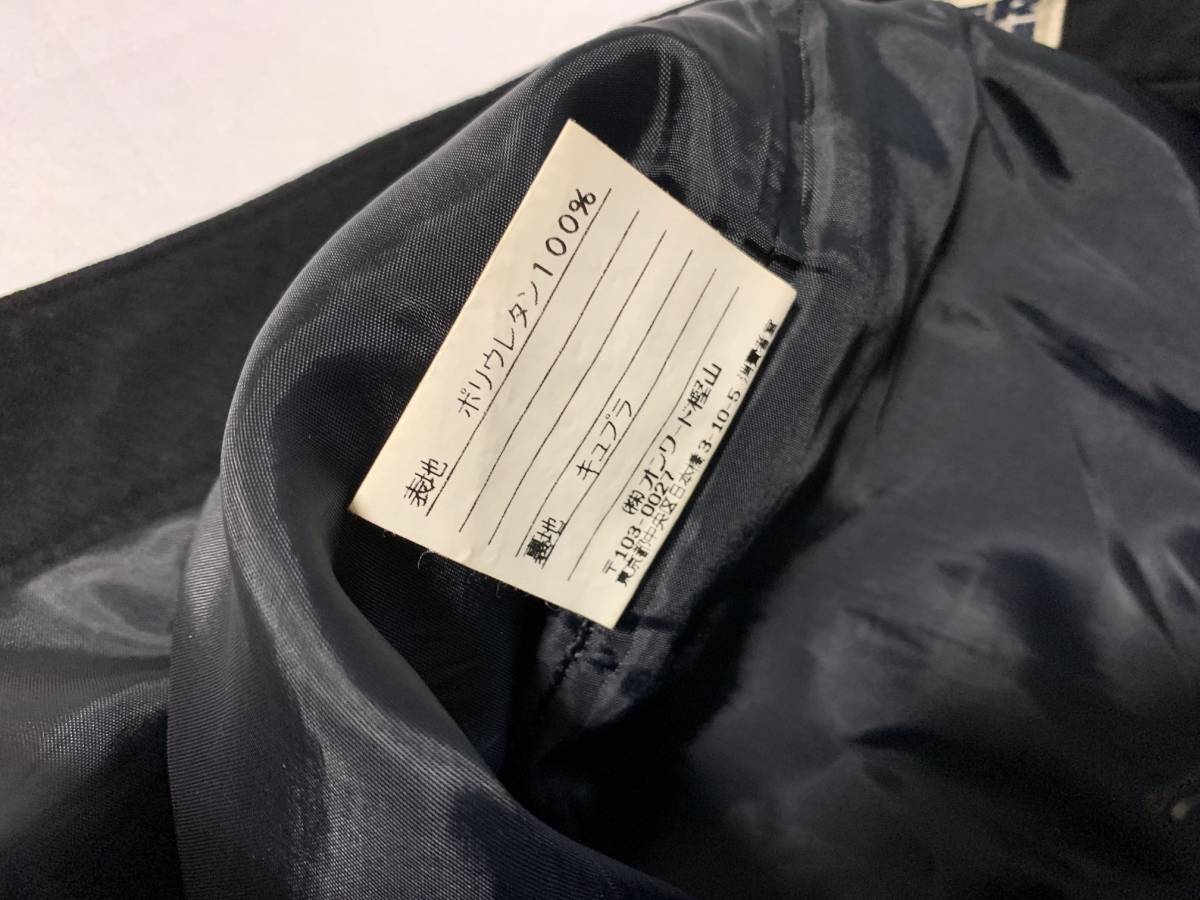 表地 ポリウレタン100%
裏地 キュプラ
(株)オンワード樫山
〒103-0027
東京都中央区日本橋3-10-5